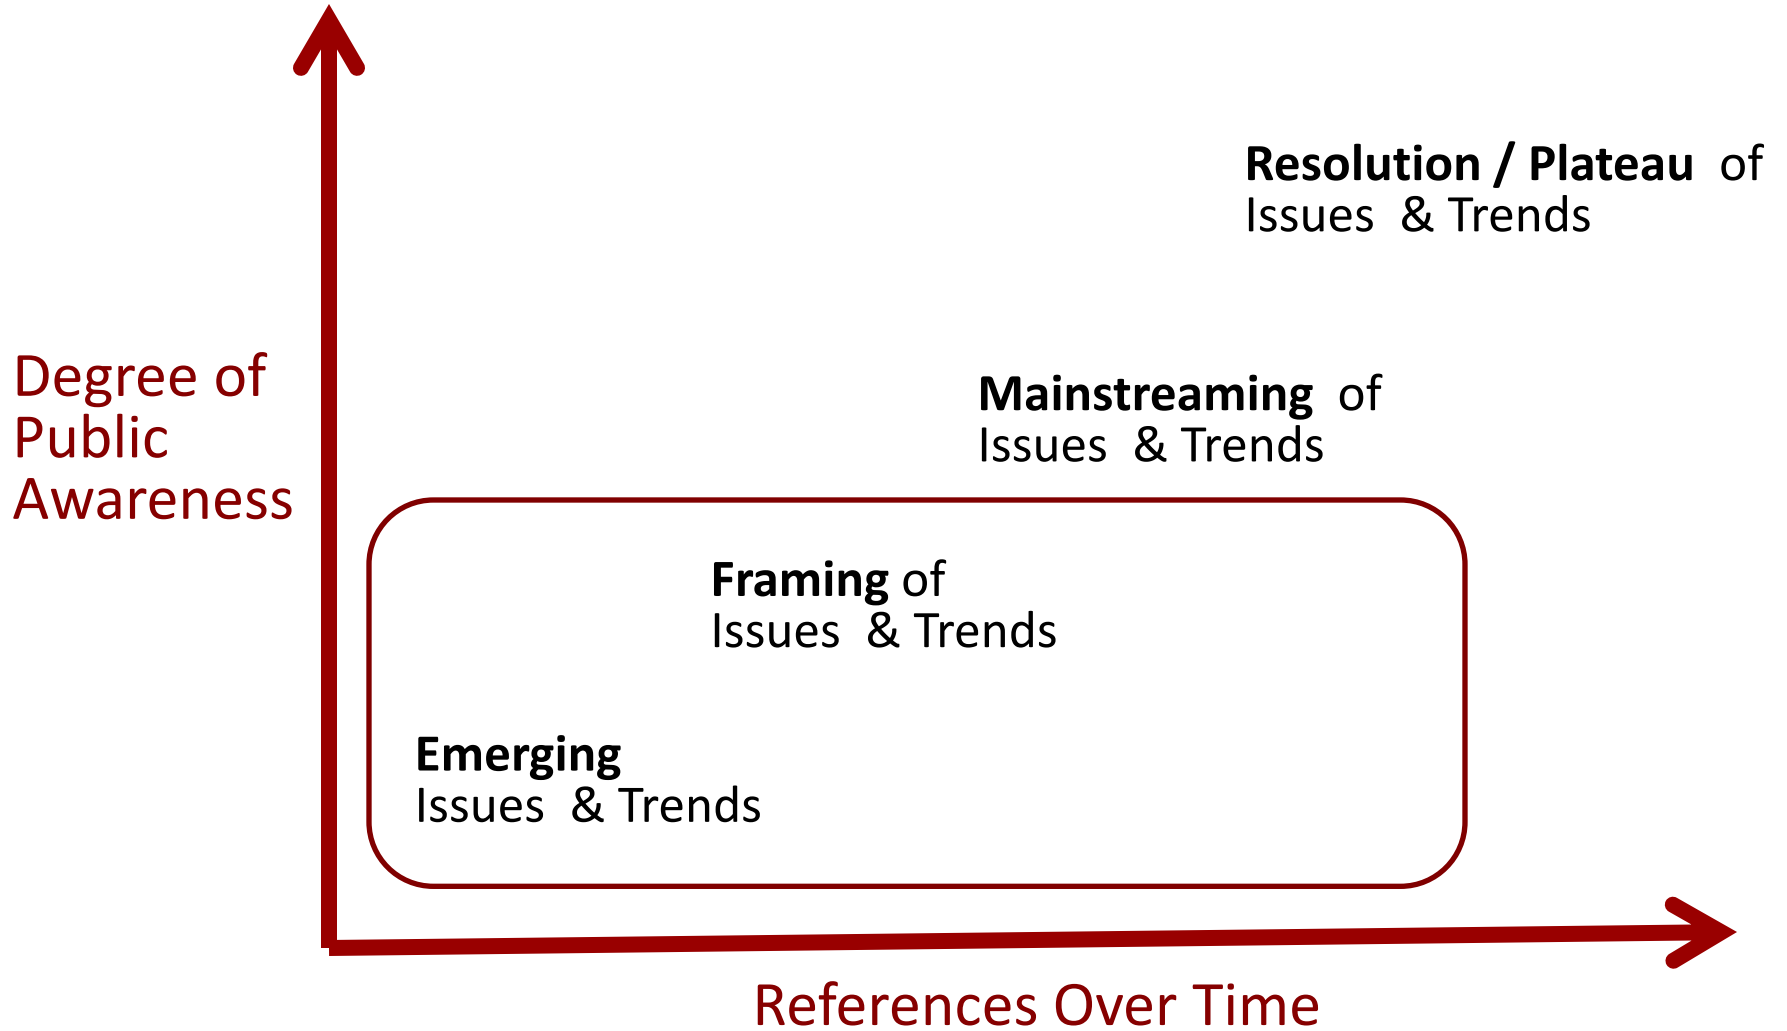 Resolution / Plateau of
Issues & Trends
Degree of
Public
Awareness
Mainstreaming of
Issues & Trends
Framing of
Issues & Trends
Emerging
Issues & Trends
References Over Time